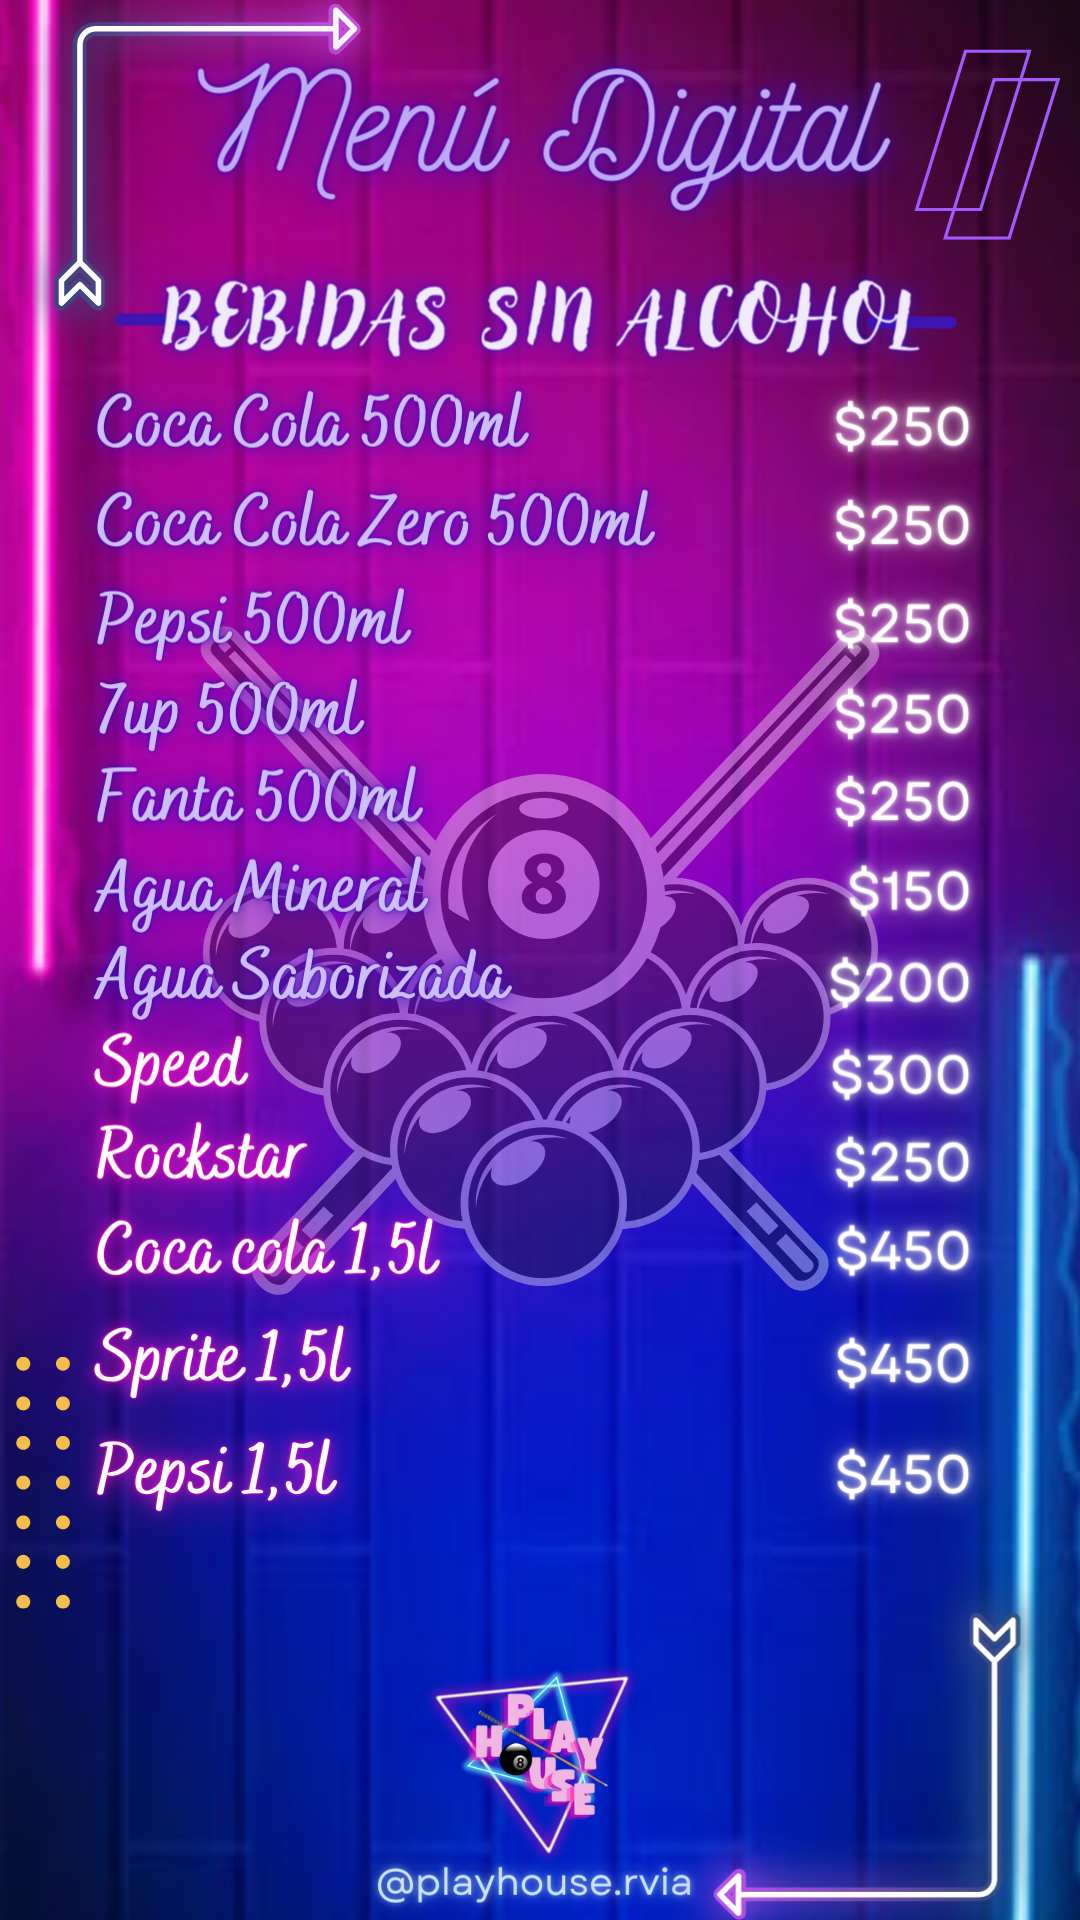 Menú Digital
BEBIDAS SIN ALCOHOL
Coca Cola 500ml $250
Coca Cola Zero 500ml $250
Pepsi 500ml $250
7up 500ml $250
Fanta 500ml $250
8
Agua Mineral $150
Agua Saborizada $200
Speed $300
Rockstar $250
Coca cola 1,5l $450
Sprite 1,5l $450
Pepsi 1,5l $450
PLAY
HOUSE
8
@playhouse.rvia